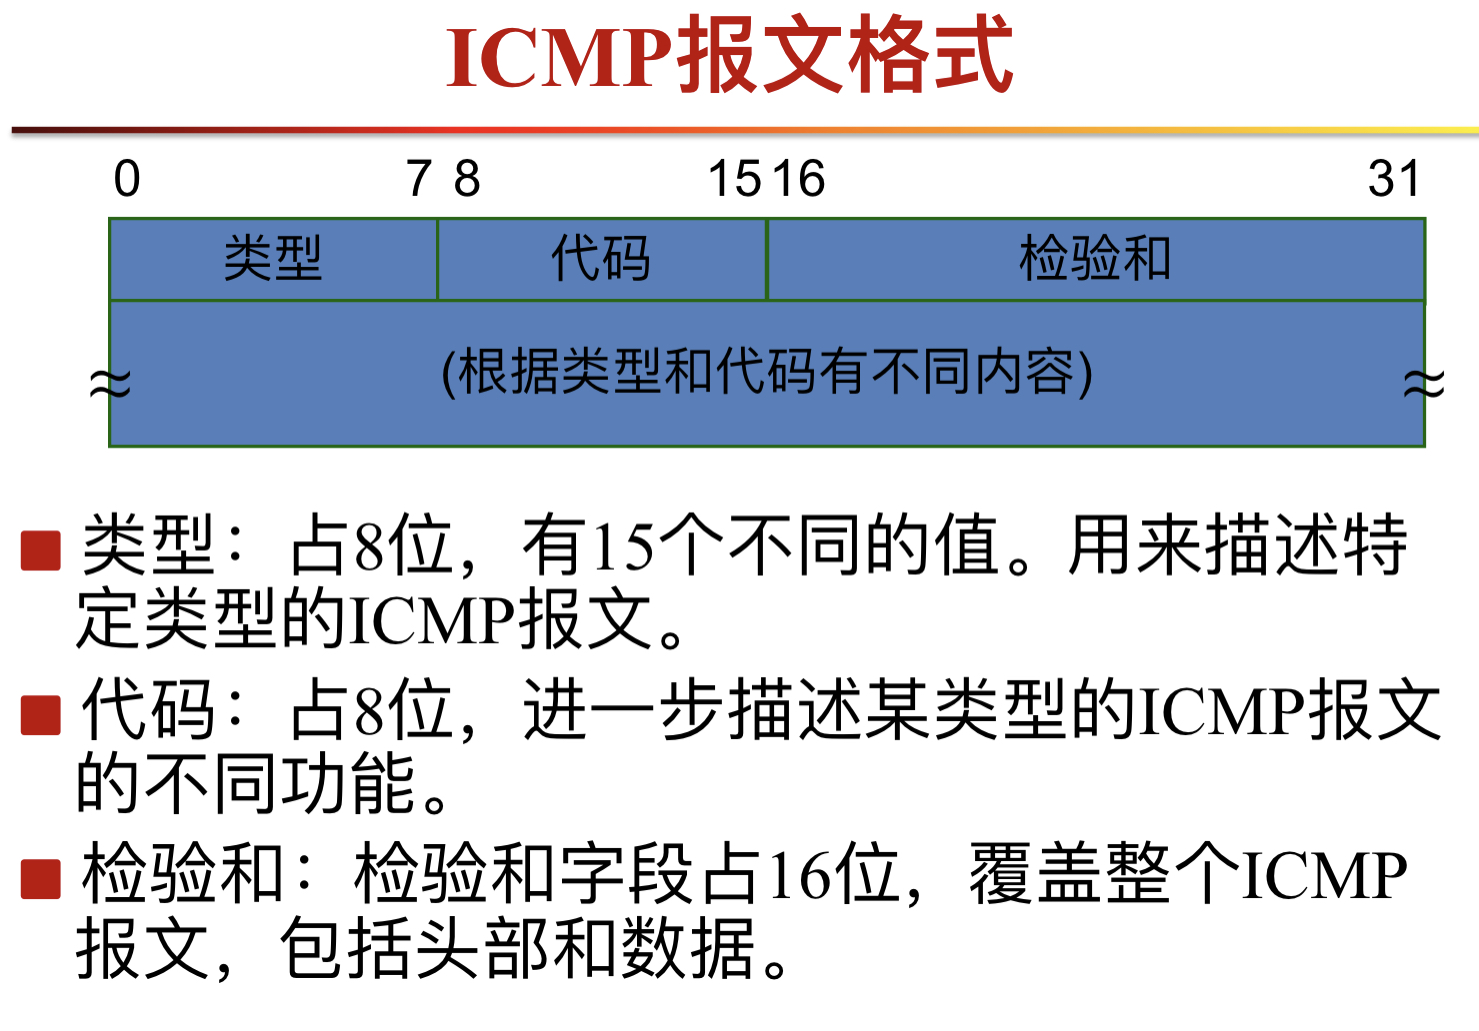 ICMP报文格式
0 7 8 15 16 31
类型 代码 检验和
≈ (根据类型和代码有不同内容) ≈
类型：占8位，有15个不同的值。用来描述特
定类型的ICMP报文。
代码：占8位，进一步描述某类型的ICMP报文
的不同功能。
检验和：检验和字段占16位，覆盖整个ICMP
报文，包括头部和数据。